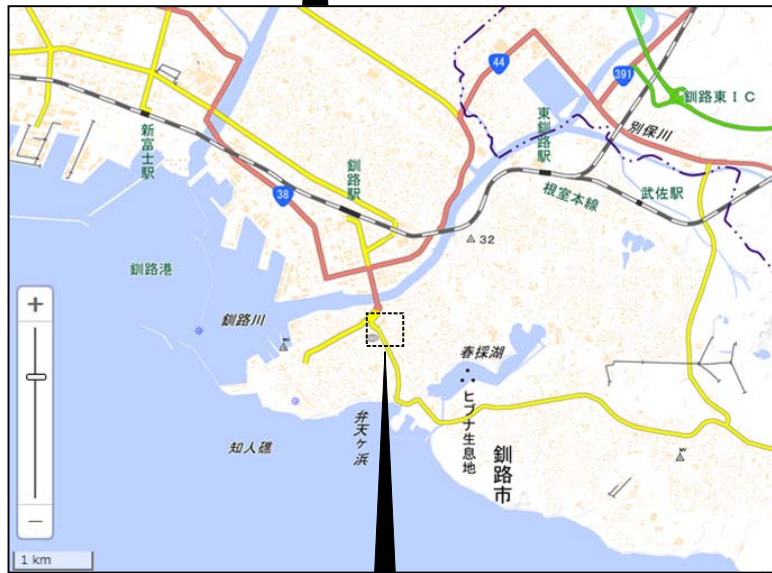 44
391
釧路東IC
新富士駅
東釧路駅
別保川
釧路駅
38
根室本線
武佐駅
32
釧路港
+
釧路川
春採湖
ヒブナ生息地
弁天ヶ浜
知人礁
釧路市
−
1 km